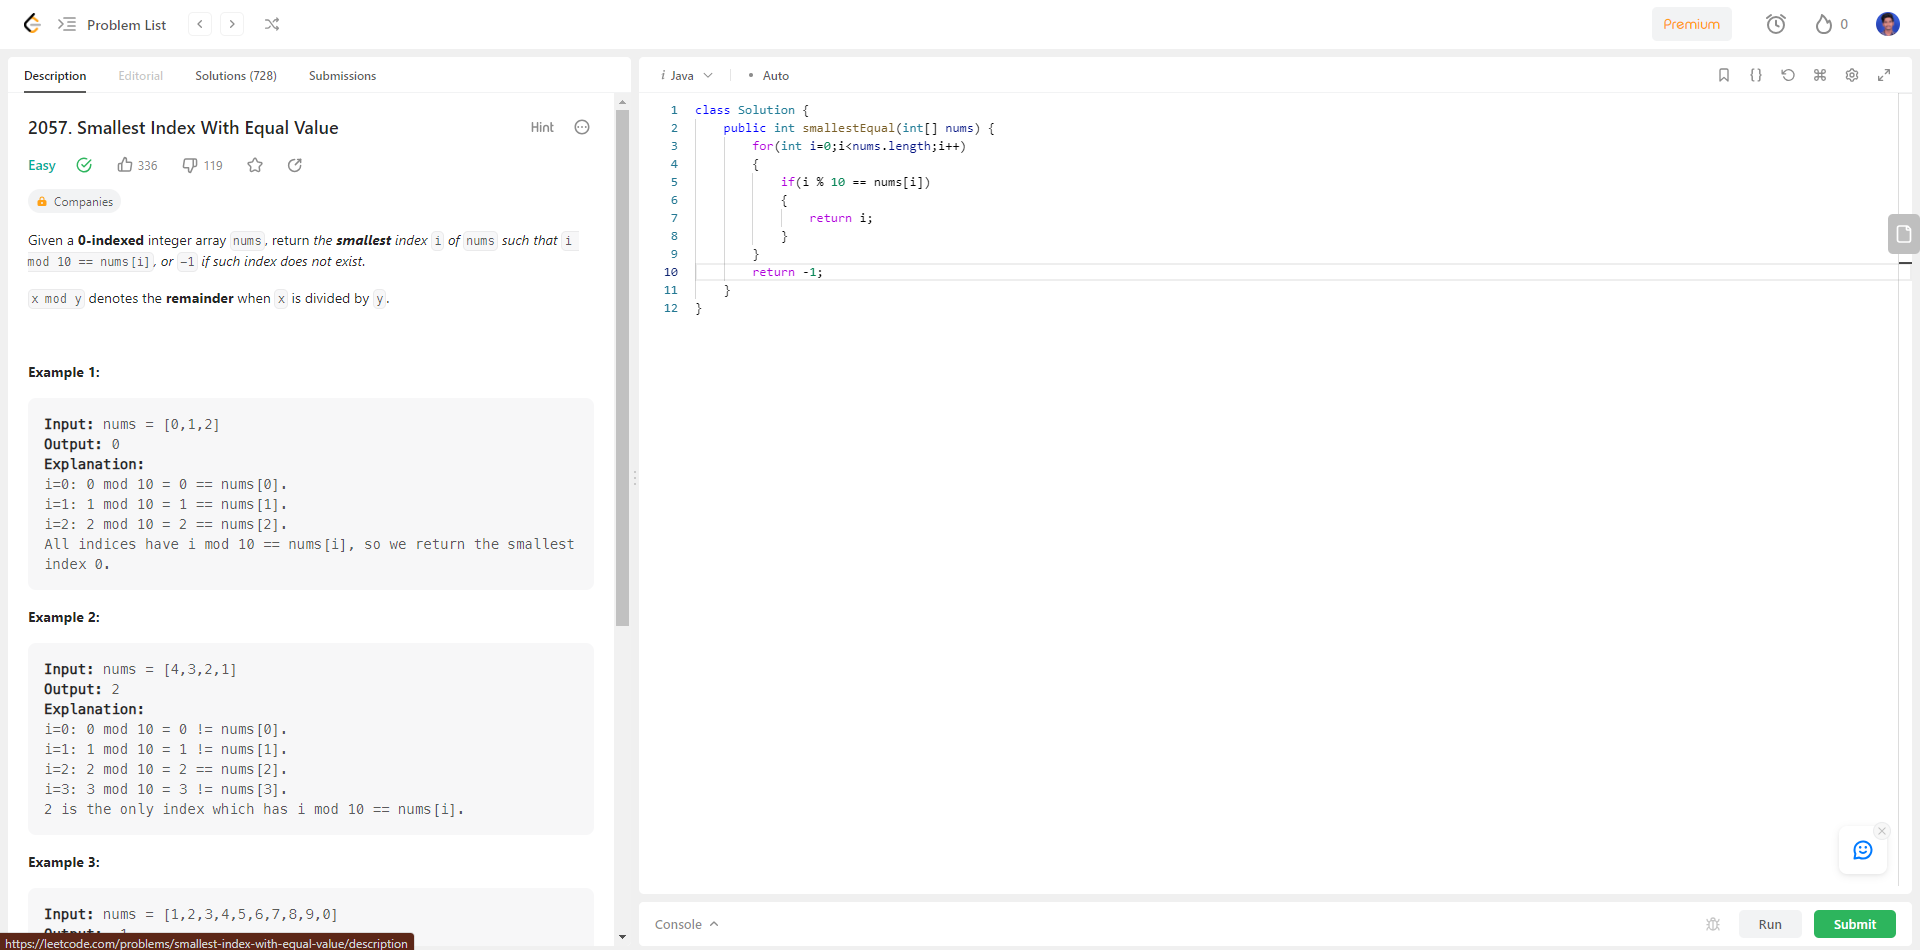 Problem List
Premium
0
Description
Editorial
Solutions (728)
Submissions
2057. Smallest Index With Equal Value
Hint
Easy
336
119
Companies
Given a 0-indexed integer array nums, return the smallest index i of nums such that i
mod 10 == nums[i], or -1 if such index does not exist.
x mod y denotes the remainder when x is divided by y.
Example 1:
Input: nums = [0,1,2]
Output: 0
Explanation:
i=0: 0 mod 10 = 0 == nums[0].
i=1: 1 mod 10 = 1 == nums[1].
i=2: 2 mod 10 = 2 == nums[2].
All indices have i mod 10 == nums[i], so we return the smallest
index 0.
Example 2:
Input: nums = [4,3,2,1]
Output: 2
Explanation:
i=0: 0 mod 10 = 0 != nums[0].
i=1: 1 mod 10 = 1 != nums[1].
i=2: 2 mod 10 = 2 == nums[2].
i=3: 3 mod 10 = 3 != nums[3].
2 is the only index which has i mod 10 == nums[i].
Example 3:
Input: nums = [1,2,3,4,5,6,7,8,9,0]
https://leetcode.com/problems/smallest-index-with-equal-value/description
i Java
• Auto
1 class Solution {
2 public int smallestEqual(int[] nums) {
3 for(int i=0;i<nums.length;i++)
4 {
5 if(i % 10 == nums[i])
6 {
7 return i;
8 }
9 }
10 return -1;
11 }
12 }
Console
Run
Submit